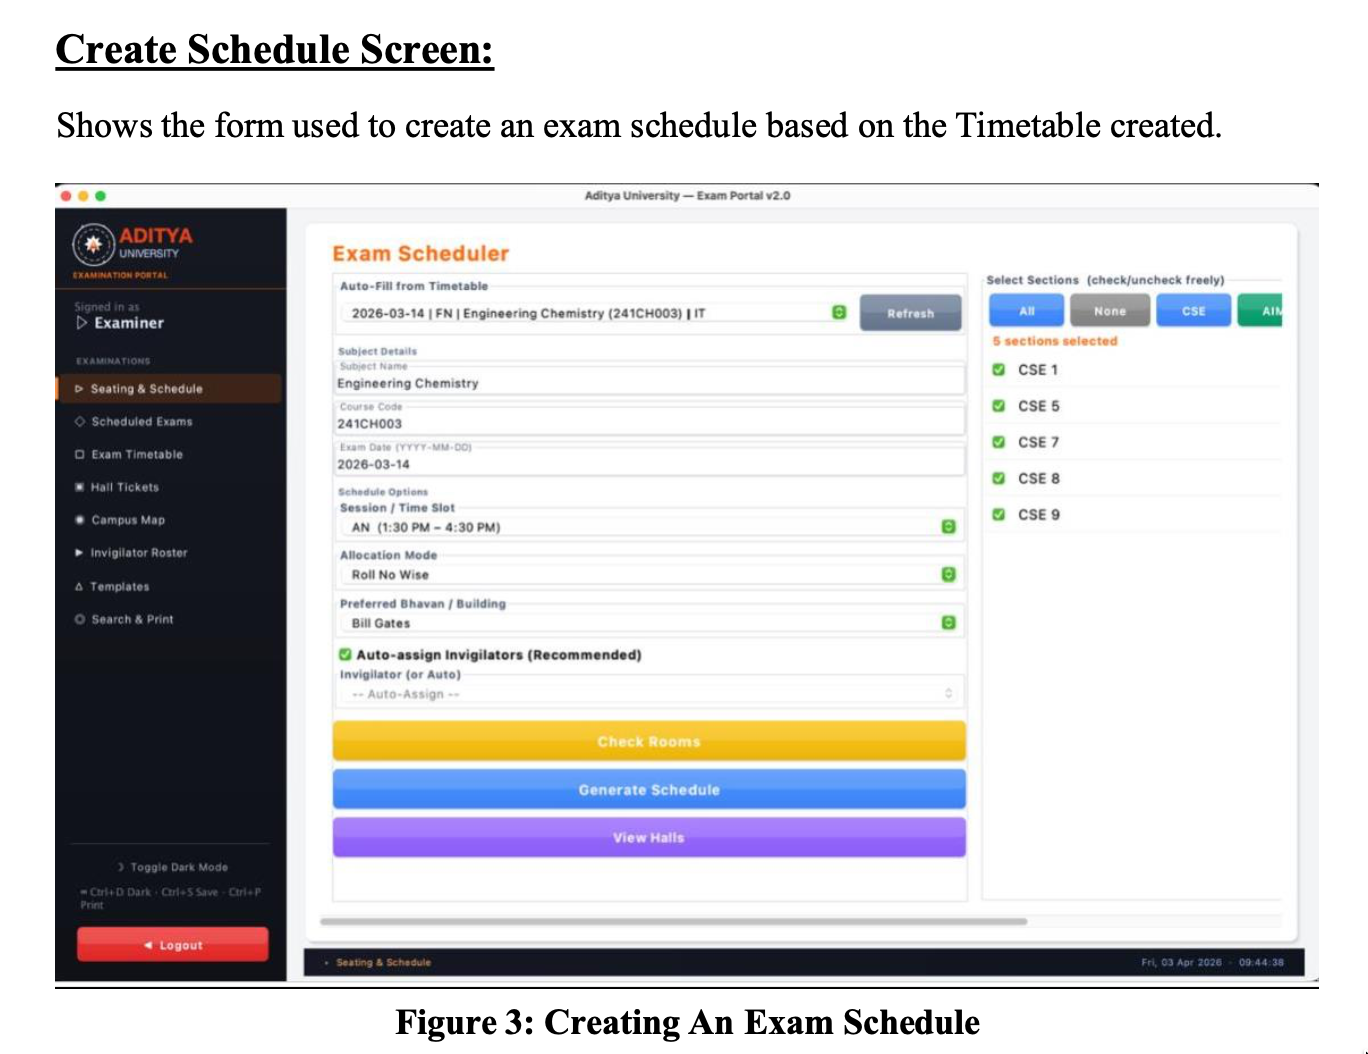 Create Schedule Screen:
Shows the form used to create an exam schedule based on the Timetable created.
Aditya University — Exam Portal v2.0
ADITYA
UNIVERSITY
EXAMINATION PORTAL
Signed in as
Examiner
EXAMINATIONS
Seating & Schedule
Scheduled Exams
Exam Timetable
Hall Tickets
Campus Map
Invigilator Roster
Templates
Search & Print
Toggle Dark Mode
Ctrl+D Dark · Ctrl+S Save · Ctrl+P
Print
Logout
Exam Scheduler
Auto-Fill from Timetable
2026-03-14 | FN | Engineering Chemistry (241CH003) | IT
Refresh
Subject Details
Subject Name
Engineering Chemistry
Course Code
241CH003
Exam Date (YYYY-MM-DD)
2026-03-14
Schedule Options
Session / Time Slot
AN (1:30 PM – 4:30 PM)
Allocation Mode
Roll No Wise
Preferred Bhavan / Building
Bill Gates
Auto-assign Invigilators (Recommended)
Invigilator (or Auto)
-- Auto-Assign --
Check Rooms
Generate Schedule
View Halls
Select Sections (check/uncheck freely)
All None CSE AIM
5 sections selected
CSE 1
CSE 5
CSE 7
CSE 8
CSE 9
Seating & Schedule
Fri, 03 Apr 2026 · 09:44:38
Figure 3: Creating An Exam Schedule